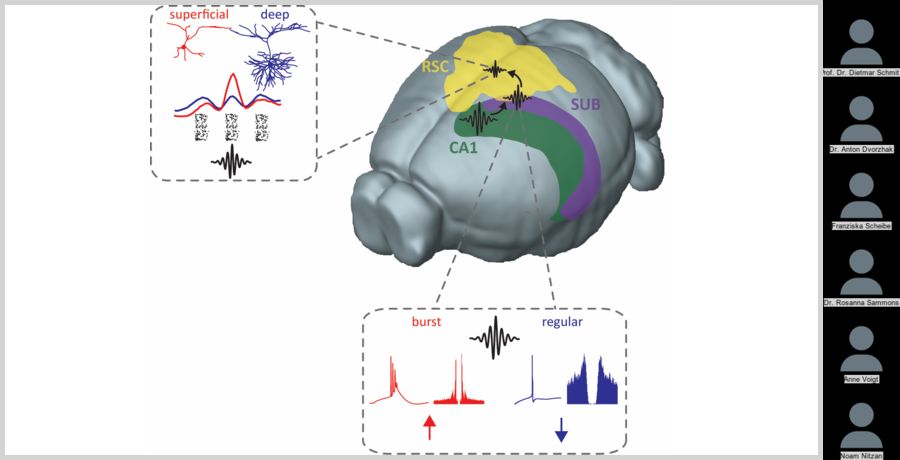 superficial
deep
RSC
SUB
CA1
burst
regular
Prof. Dr. Dietmar Schmit
Dr. Anton Dvorzhak
Franziska Scheibe
Dr. Rosanna Sammons
Anne Voigt
Noam Nitzan